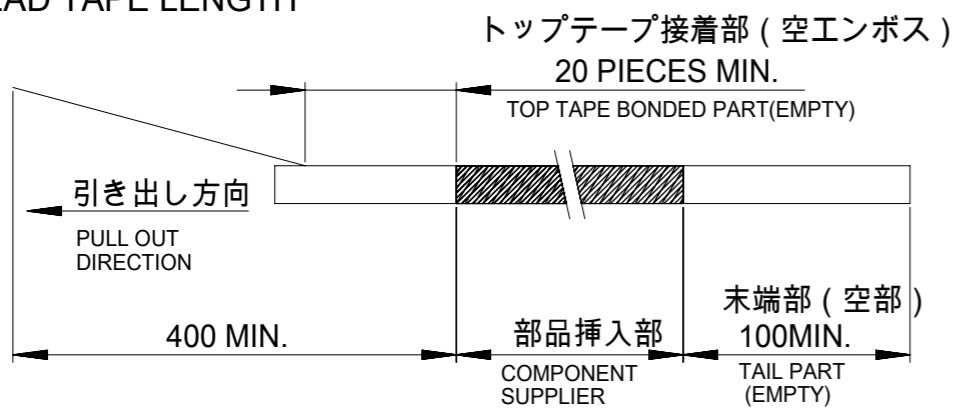 EAD TAPE LENGTH
トップテープ接着部 ( 空エンボス )
20 PIECES MIN.
TOP TAPE BONDED PART(EMPTY)
引き出し方向
PULL OUT
DIRECTION
400 MIN.
部品挿入部
COMPONENT
SUPPLIER
末端部 ( 空部 )
100MIN.
TAIL PART
(EMPTY)